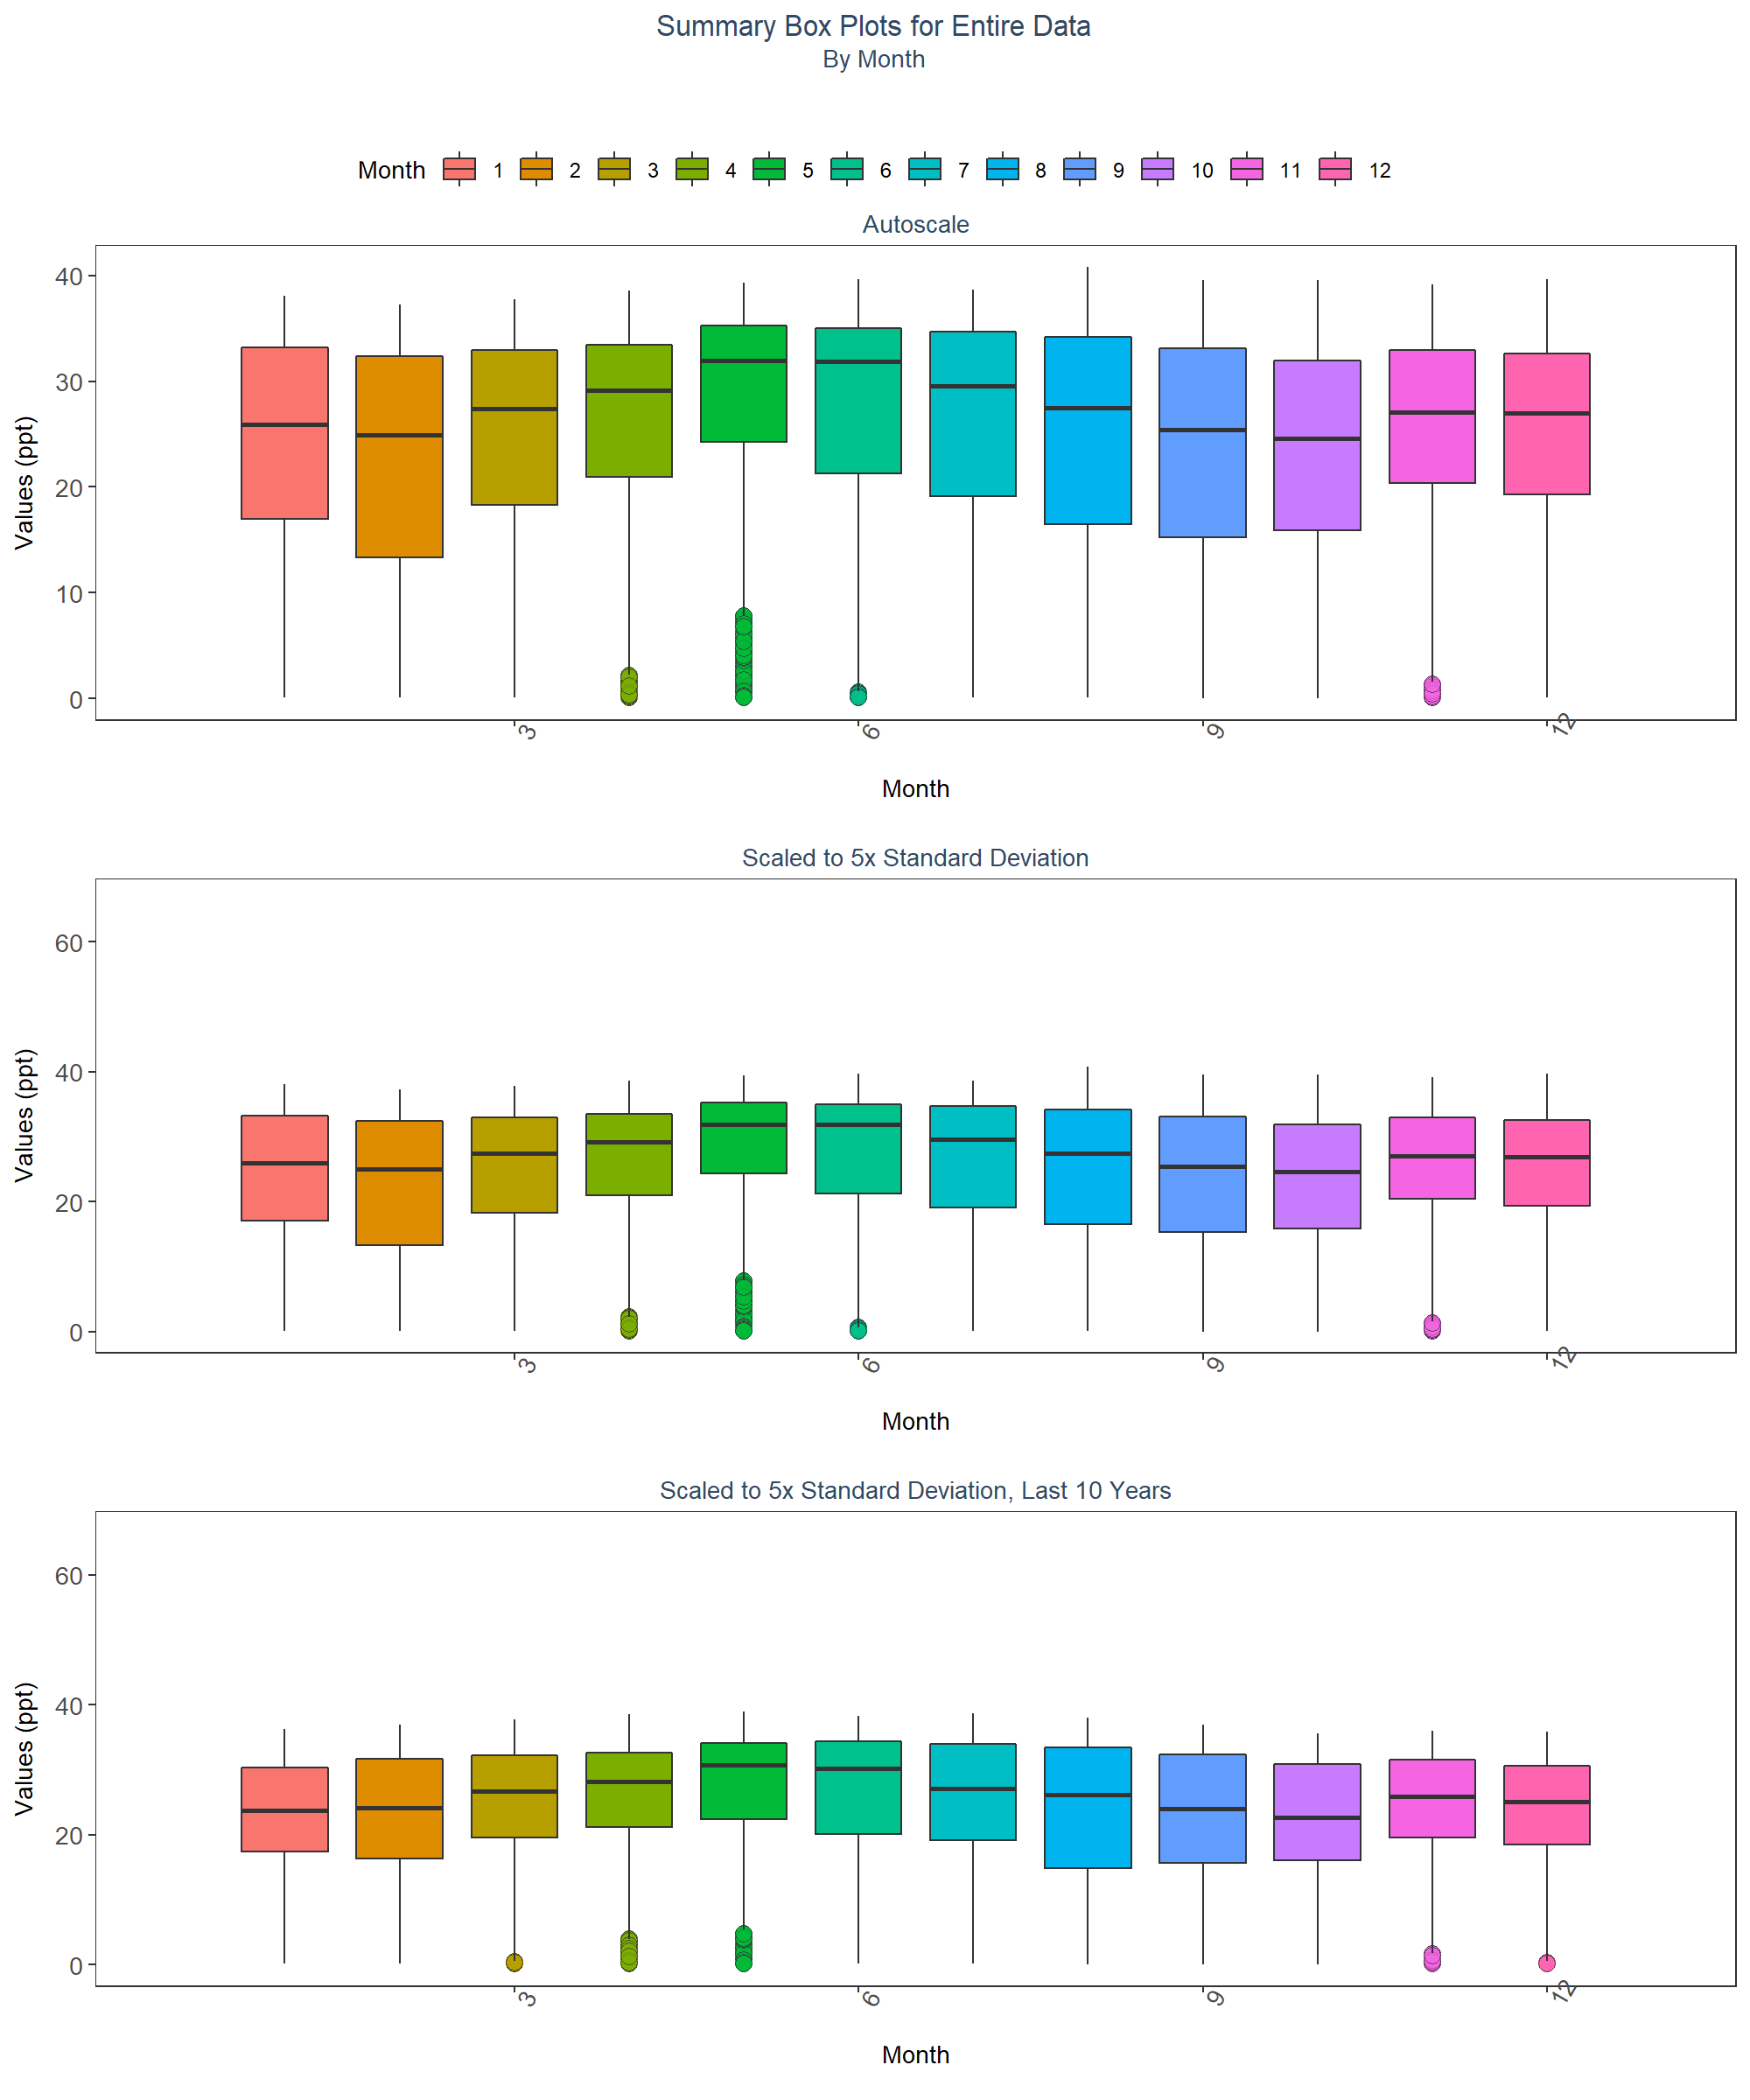 Summary Box Plots for Entire Data
By Month
Month 1 2 3 4 5 6 7 8 9 10 11 12
Autoscale
Values (ppt)
40
30
20
10
0
3 6 9 12
Month
Scaled to 5x Standard Deviation
Values (ppt)
60
40
20
0
3 6 9 12
Month
Scaled to 5x Standard Deviation, Last 10 Years
Values (ppt)
60
40
20
0
3 6 9 12
Month